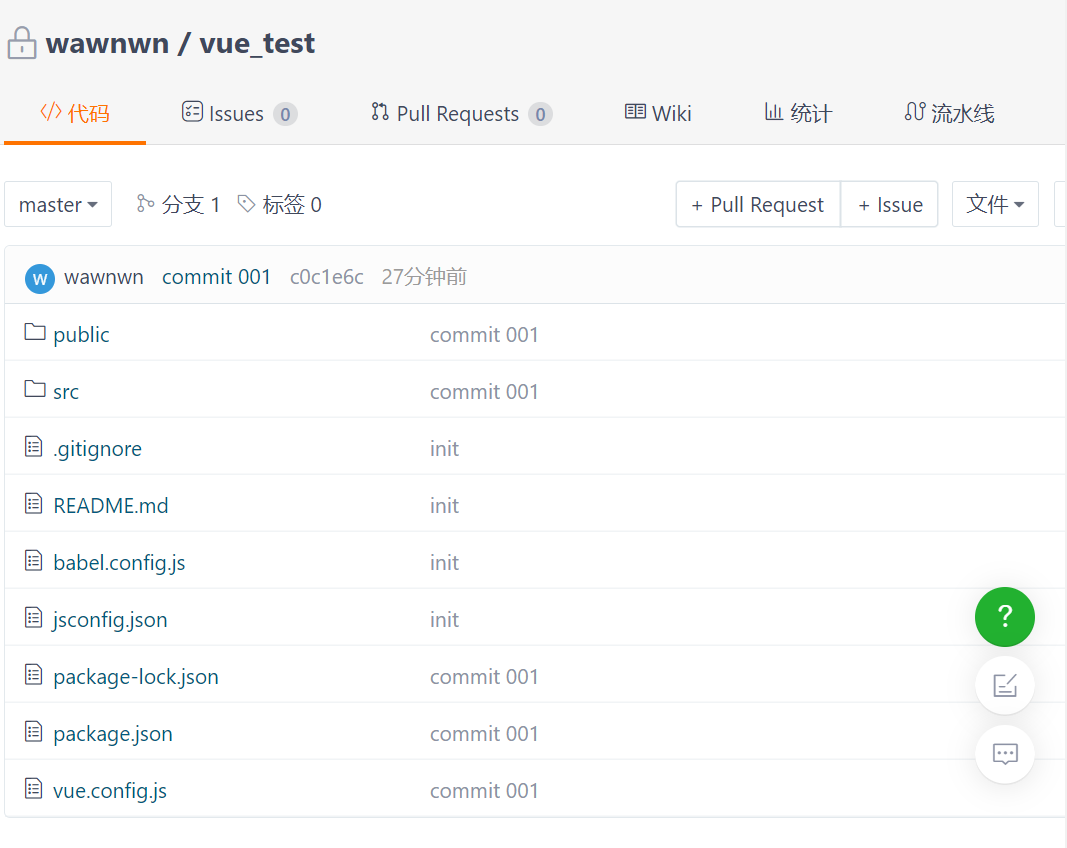 wawnwn / vue_test
代码 Issues 0 Pull Requests 0 Wiki 统计 流水线
master 分支 1 标签 0 + Pull Request + Issue 文件
W wawnwn commit 001 c0c1e6c 27分钟前
public commit 001
src commit 001
.gitignore init
README.md init
babel.config.js init
jsconfig.json init
package-lock.json commit 001
package.json commit 001
vue.config.js commit 001
?